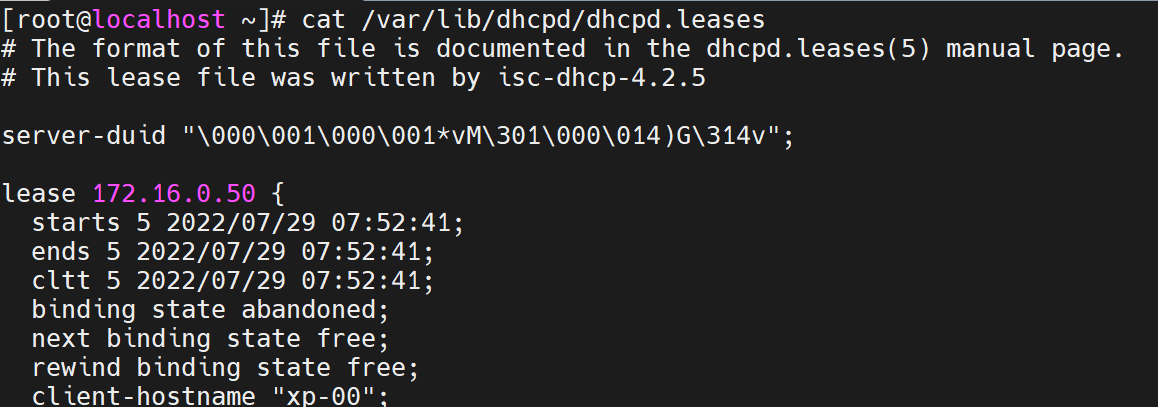 [root@localhost ~]# cat /var/lib/dhcpd/dhcpd.leases
# The format of this file is documented in the dhcpd.leases(5) manual page.
# This lease file was written by isc-dhcp-4.2.5
server-duid "\000\001\000\001*vM\301\000\014)G\314v";
lease 172.16.0.50 {
  starts 5 2022/07/29 07:52:41;
  ends 5 2022/07/29 07:52:41;
  cltt 5 2022/07/29 07:52:41;
  binding state abandoned;
  next binding state free;
  rewind binding state free;
  client-hostname "xp-00";